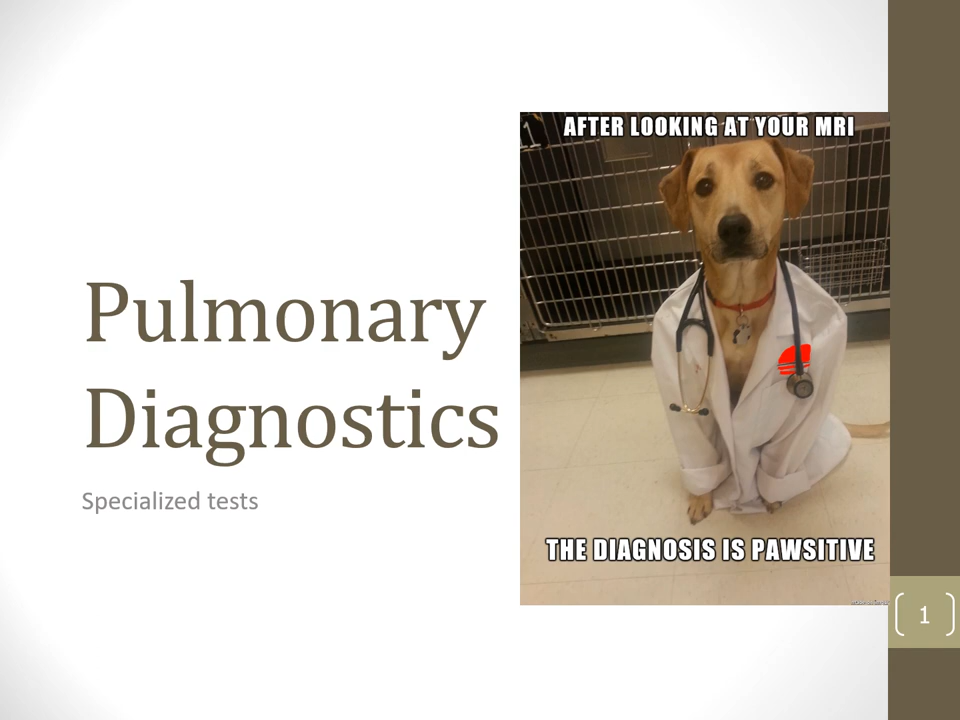 AFTER LOOKING AT YOUR MRI
Pulmonary
Diagnostics
Specialized tests
THE DIAGNOSIS IS PAWSITIVE
1